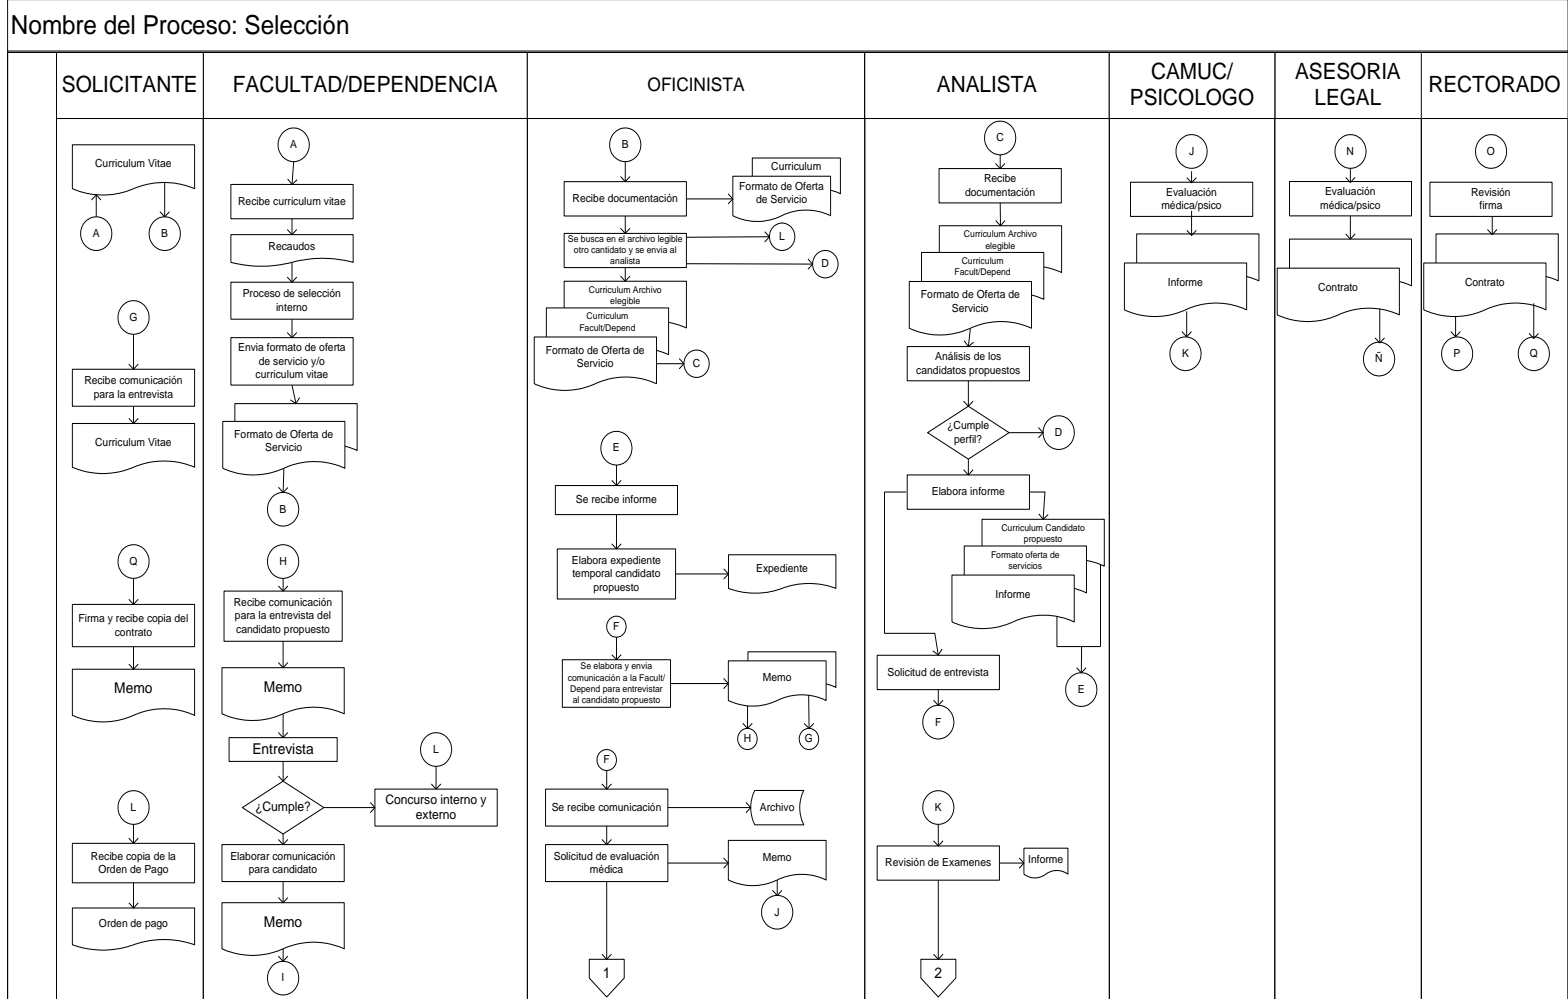 Nombre del Proceso: Selección
SOLICITANTE
FACULTAD/DEPENDENCIA
OFICINISTA
ANALISTA
CAMUC/
PSICOLOGO
ASESORIA
LEGAL
RECTORADO
Curriculum Vitae
A
B
G
Recibe comunicación
para la entrevista
Curriculum Vitae
Q
Firma y recibe copia del
contrato
Memo
L
Recibe copia de la
Orden de Pago
Orden de pago
A
Recibe curriculum vitae
Recaudos
Proceso de selección
interno
Envia formato de oferta
de servicio y/o
curriculum vitae
Formato de Oferta de
Servicio
B
H
Recibe comunicación
para la entrevista del
candidato propuesto
Memo
Entrevista
L
¿Cumple?
Concurso interno y
externo
Elaborar comunicación
para candidato
Memo
I
B
Recibe documentación
Curriculum
Formato de Oferta
de Servicio
Se busca en el archivo legible
otro cantidato y se envia al
analista
L
D
Curriculum Archivo
elegible
Curriculum
Facult/Depend
Formato de Oferta de
Servicio
C
E
Se recibe informe
Elabora expediente
temporal candidato
propuesto
Expediente
F
Se elabora y envia
comunicación a la Facult/
Depend para entrevistar
al candidato propuesto
Memo
H
G
F
Se recibe comunicación
Archivo
Solicitud de evaluación
médica
Memo
J
1
C
Recibe
documentación
Curriculum Archivo
elegible
Curriculum
Facult/Depend
Formato de Oferta de
Servicio
Análisis de los
candidatos propuestos
¿Cumple
perfil?
D
Elabora informe
Curriculum Candidato
propuesto
Formato oferta de
servicios
Informe
Solicitud de entrevista
E
F
K
Revisión de Examenes
Informe
2
J
Evaluación
médica/psico
Informe
K
N
Evaluación
médica/psico
Contrato
Ñ
O
Revisión
firma
Contrato
P
Q